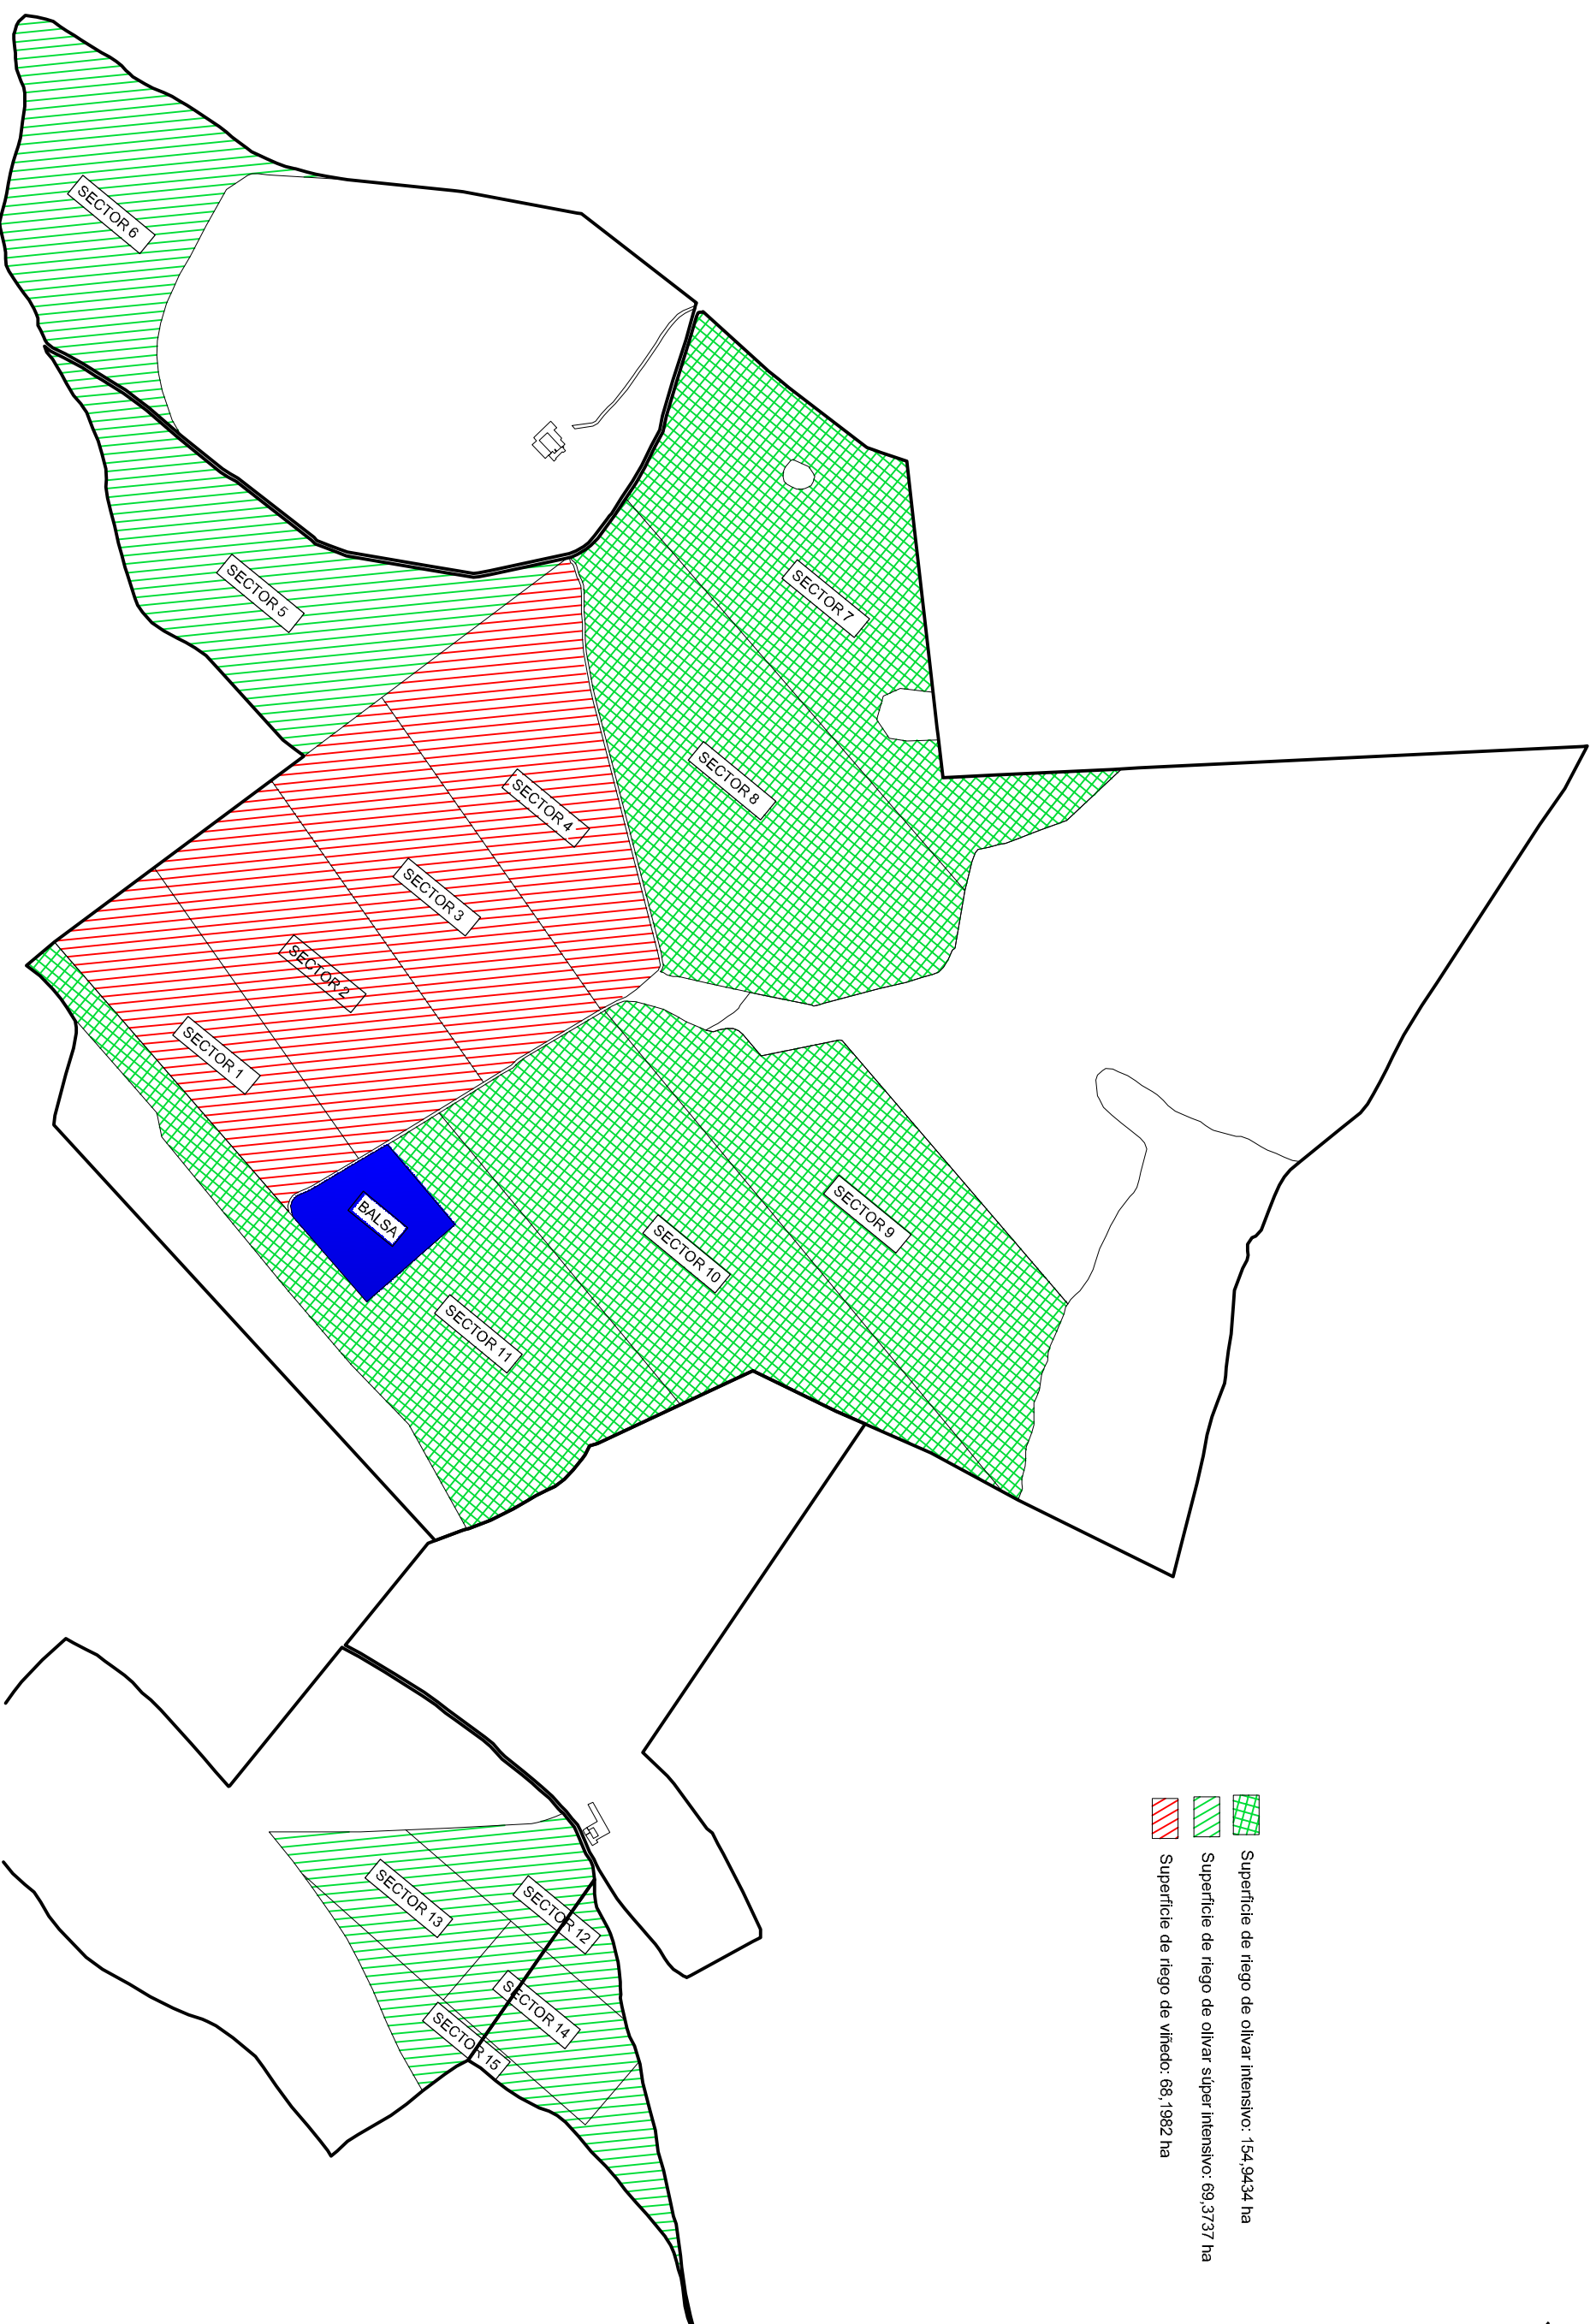 SECTOR 6
SECTOR 5
SECTOR 7
SECTOR 8
SECTOR 4
SECTOR 3
SECTOR 2
SECTOR 1
BALSA
SECTOR 9
SECTOR 10
SECTOR 11
SECTOR 12
SECTOR 13
SECTOR 14
SECTOR 15
Superficie de riego de olivar intensivo: 154,9434 ha
Superficie de riego de olivar súper intensivo: 69,3737 ha
Superficie de riego de viñedo: 68,1982 ha